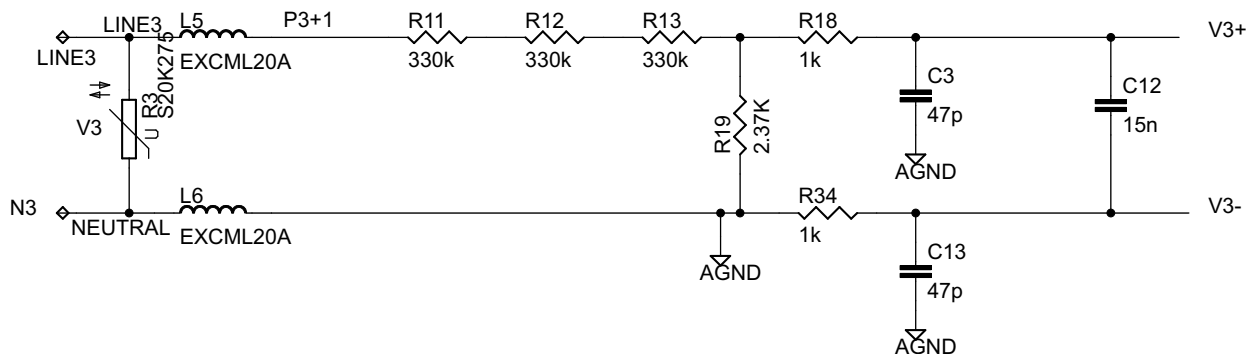 LINE3
LINE3
L5
EXCML20A
P3+1
R11
330k
R12
330k
R13
330k
R18
1k
V3+
C3
47p
AGND
C12
15n
V3
R3
S20K275
U
R19
2.37K
N3
NEUTRAL
L6
EXCML20A
AGND
R34
1k
V3-
C13
47p
AGND